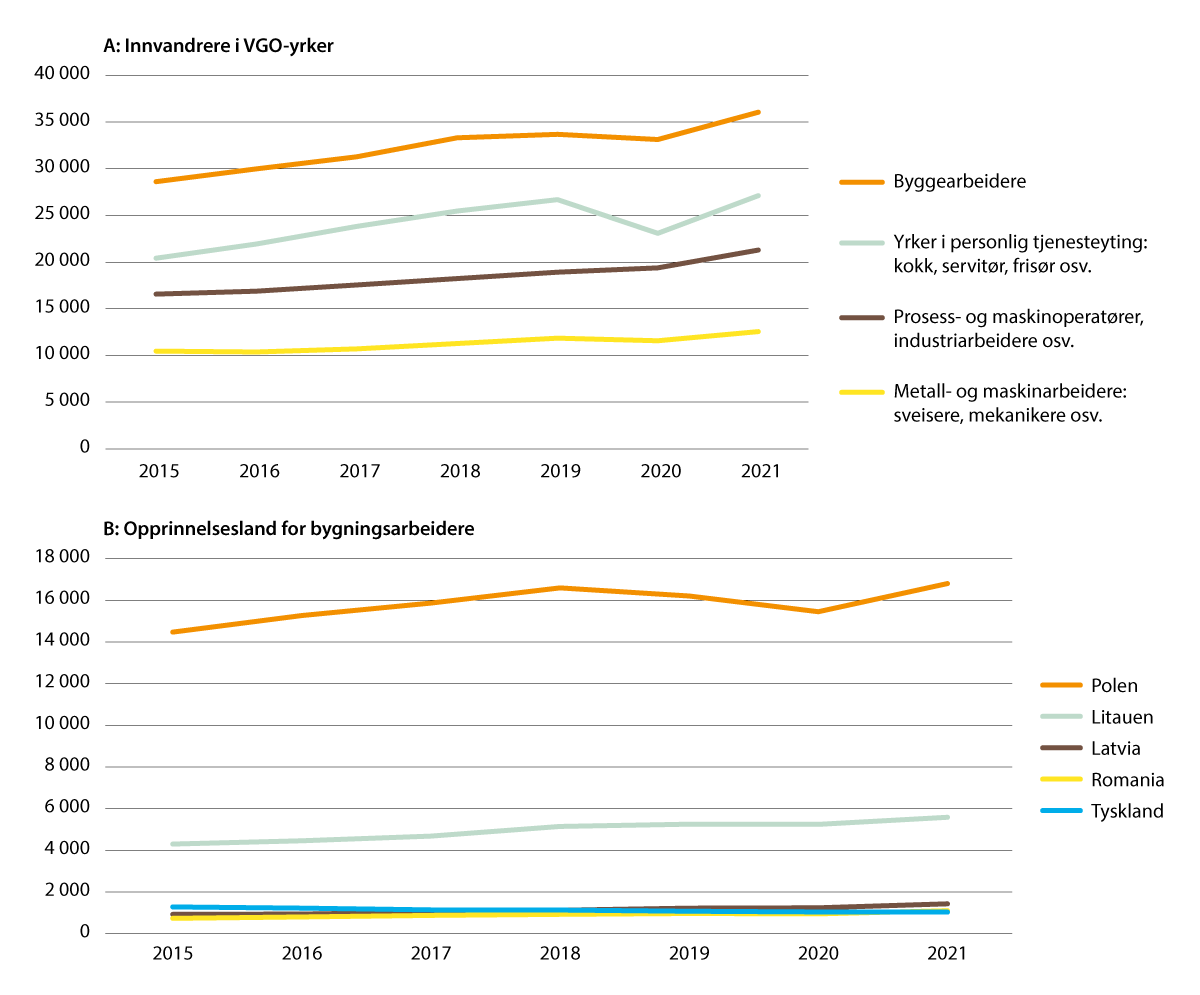 A: Innvandrere i VGO-yrker
40 000
35 000
30 000
25 000
20 000
15 000
10 000
5 000
0
2015 2016 2017 2018 2019 2020 2021
Byggearbeidere
Yrker i personlig tjenesteyting:
kokk, servitør, frisør osv.
Prosess- og maskinoperatører,
industriarbeidere osv.
Metall- og maskinarbeidere:
sveisere, mekanikere osv.
B: Opprinnelsesland for bygningsarbeidere
18 000
16 000
14 000
12 000
10 000
8 000
6 000
4 000
2 000
0
2015 2016 2017 2018 2019 2020 2021
Polen
Litauen
Latvia
Romania
Tyskland